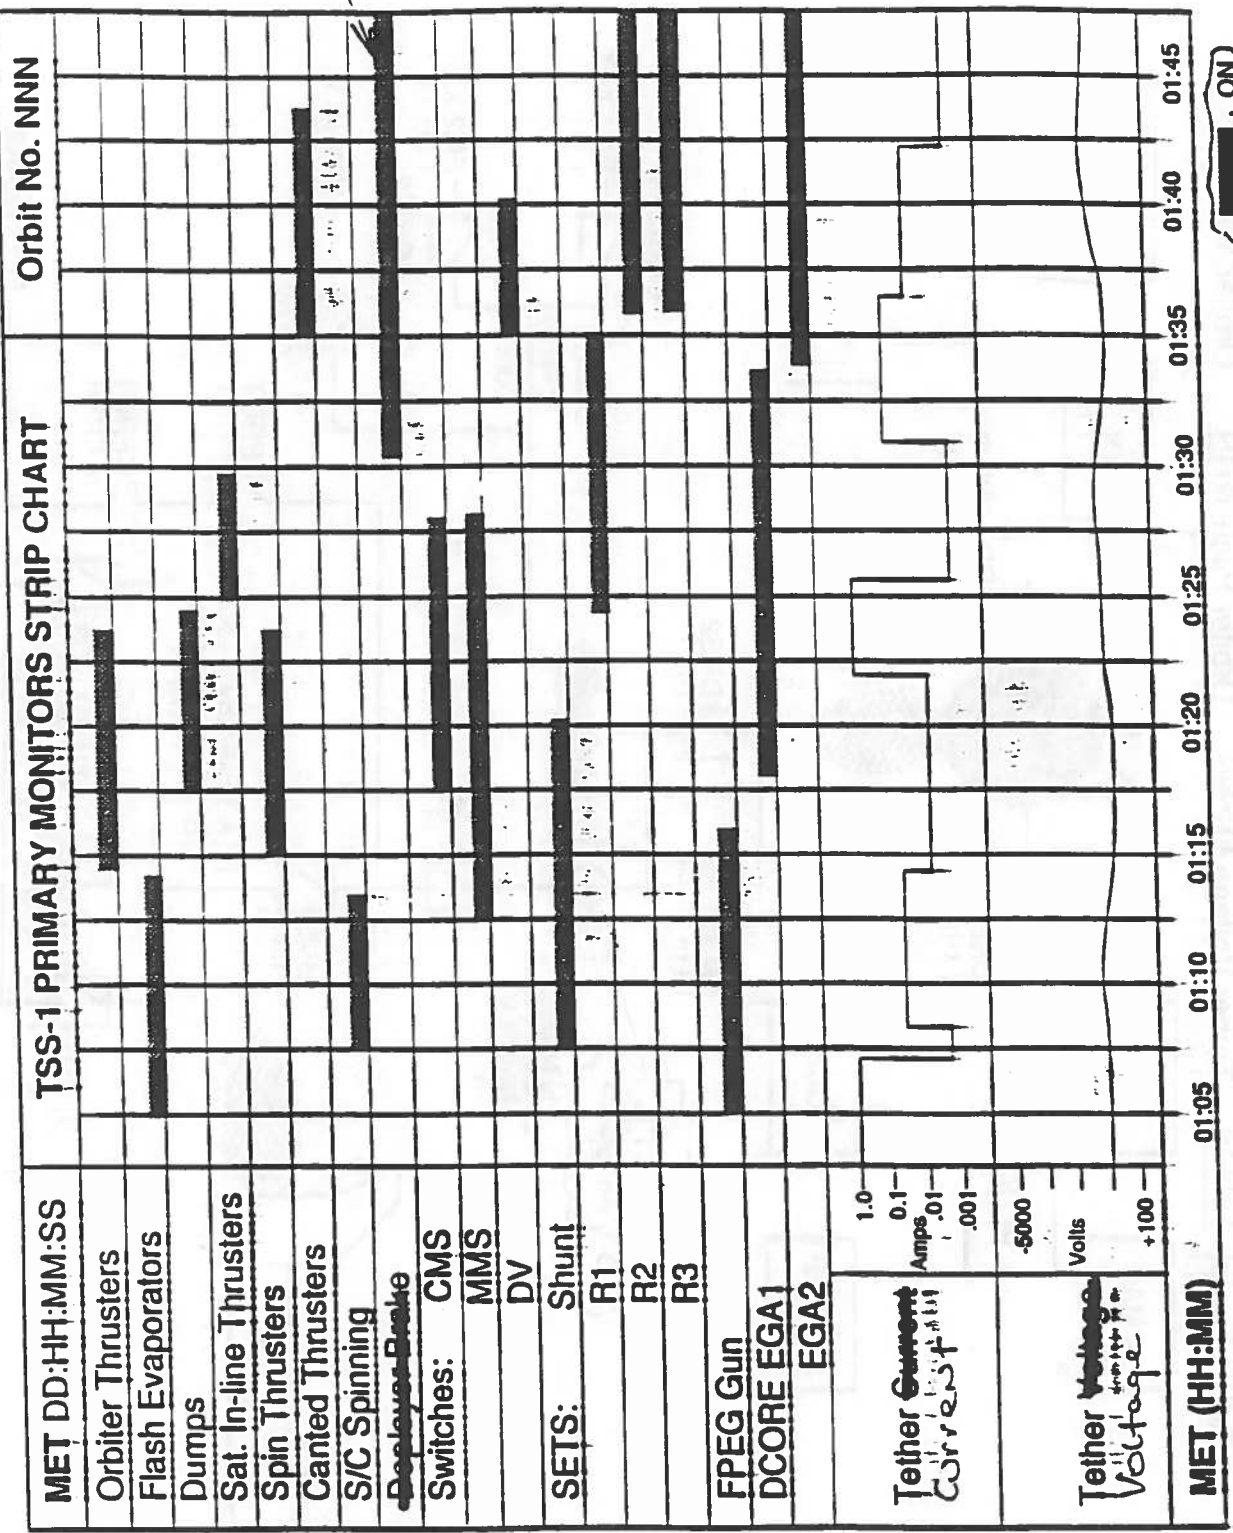 TSS-1 PRIMARY MONITORS STRIP CHART
Orbit No. NNN
MET DD:HH:MM:SS
Orbiter Thrusters
Flash Evaporators
Dumps
Sat. In-line Thrusters
Spin Thrusters
Canted Thrusters
S/C Spinning
Deployer Brake
Switches: CMS
MMS
DV
SETS: Shunt
R1
R2
R3
FPEG Gun
DCORE EGA1
EGA2
Tether Current
Current
1.0
0.1
Amps
.01
.001
Tether Voltage
Voltage
-5000
Volts
+100
MET (HH:MM)
01:05 01:10 01:15 01:20 01:25 01:30 01:35 01:40 01:45
ON